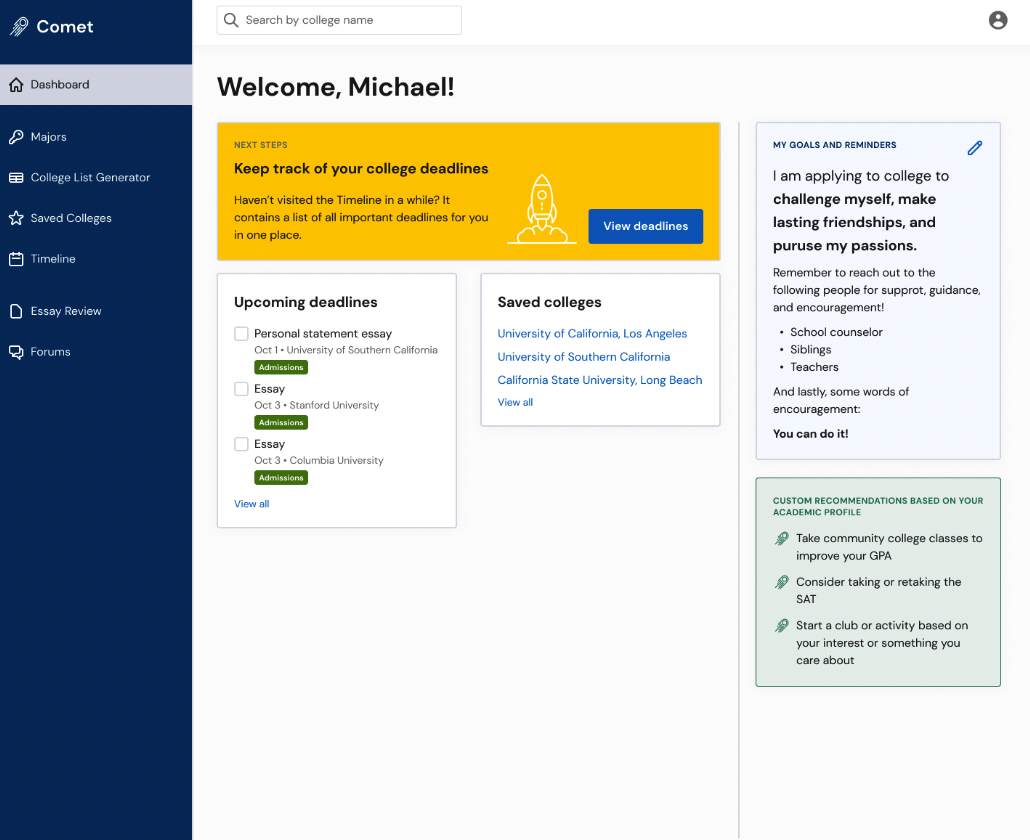 Comet
Dashboard
Majors
College List Generator
Saved Colleges
Timeline
Essay Review
Forums
Search by college name
Welcome, Michael!
NEXT STEPS
Keep track of your college deadlines
Haven't visited the Timeline in a while? It
contains a list of all important deadlines for you
in one place.
View deadlines
Upcoming deadlines
Personal statement essay
Oct 1 • University of Southern California
Admissions
Essay
Oct 3 • Stanford University
Admissions
Essay
Oct 3 • Columbia University
Admissions
View all
Saved colleges
University of California, Los Angeles
University of Southern California
California State University, Long Beach
View all
MY GOALS AND REMINDERS
I am applying to college to
challenge myself, make
lasting friendships, and
puruse my passions.
Remember to reach out to the
following people for supprot, guidance,
and encouragement!
• School counselor
• Siblings
• Teachers
And lastly, some words of
encouragement:
You can do it!
CUSTOM RECOMMENDATIONS BASED ON YOUR
ACADEMIC PROFILE
Take community college classes to
improve your GPA
Consider taking or retaking the
SAT
Start a club or activity based on
your interest or something you
care about